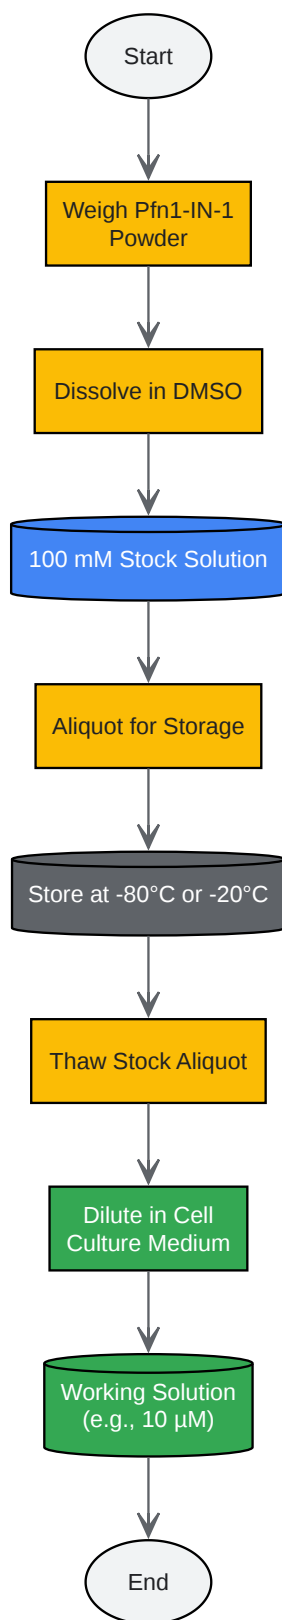 Start
Weigh Pfn1-IN-1
Powder
Dissolve in DMSO
100 mM Stock Solution
Aliquot for Storage
Store at -80°C or -20°C
Thaw Stock Aliquot
Dilute in Cell
Culture Medium
Working Solution
(e.g., 10 µM)
End